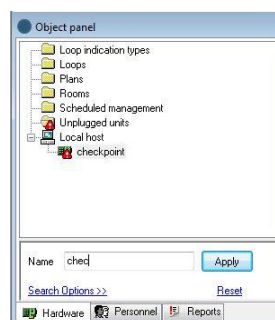 Object panel
Loop indication types
Loops
Plans
Rooms
Scheduled management
Unplugged units
Local host
checkpoint
Name chec Apply
Search Options >> Reset
Hardware Personnel Reports